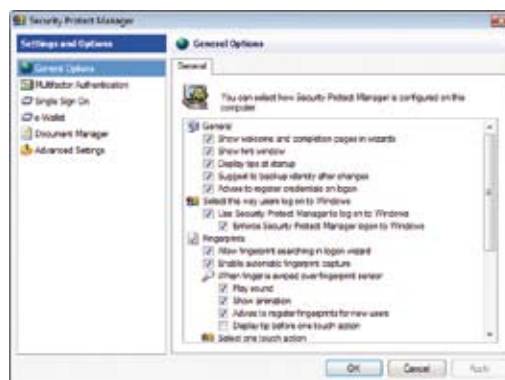 Security Protect Manager
Settings and Options
General Options
Multifactor Authentication
Single Sign On
e-Wallet
Document Manager
Advanced Settings
General Options
General
You can select how Security Protect Manager is configured on this
computer
General
Show welcome and completion pages in wizards
Show hint window
Display tips at startup
Suggest to backup identity after changes
Advise to register credentials on logon
Select the way users log on to Windows
Use Security Protect Manager to log on to Windows
Enforce Security Protect Manager logon to Windows
Fingerprints
Allow fingerprint searching in logon wizard
Enable automatic fingerprint capture
When finger is swiped over fingerprint sensor
Play sound
Show animation
Advise to register fingerprints for new users
Display tip before one touch action
Select one touch action
OK
Cancel
Apply